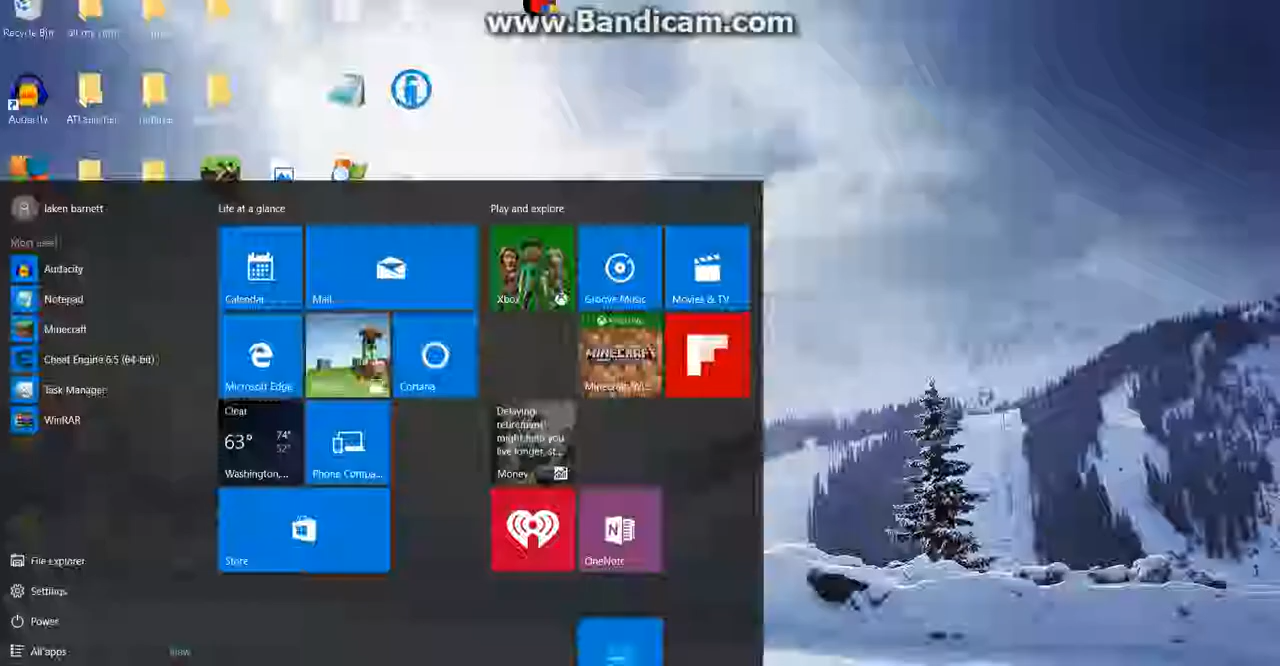 www.Bandicam.com
Recycle Bin
all my
Audacity
laken barnett
Life at a glance
Play and explore
Most used
Audacity
Notepad
Minecraft
Cheat Engine 6.5 (64-bit)
Task Manager
WinRAR
Calendar
Mail
Xbox
Groove Music
Movies & TV
Microsoft Edge
Cortana
MINECRAFT
Minecraft: Wi...
Clear
63°
74°
52°
Washington,...
Phone Compa...
Delaying
retirement
might help you
live longer, st...
Money
Store
N
OneNote
File Explorer
Settings
Power
All apps
New